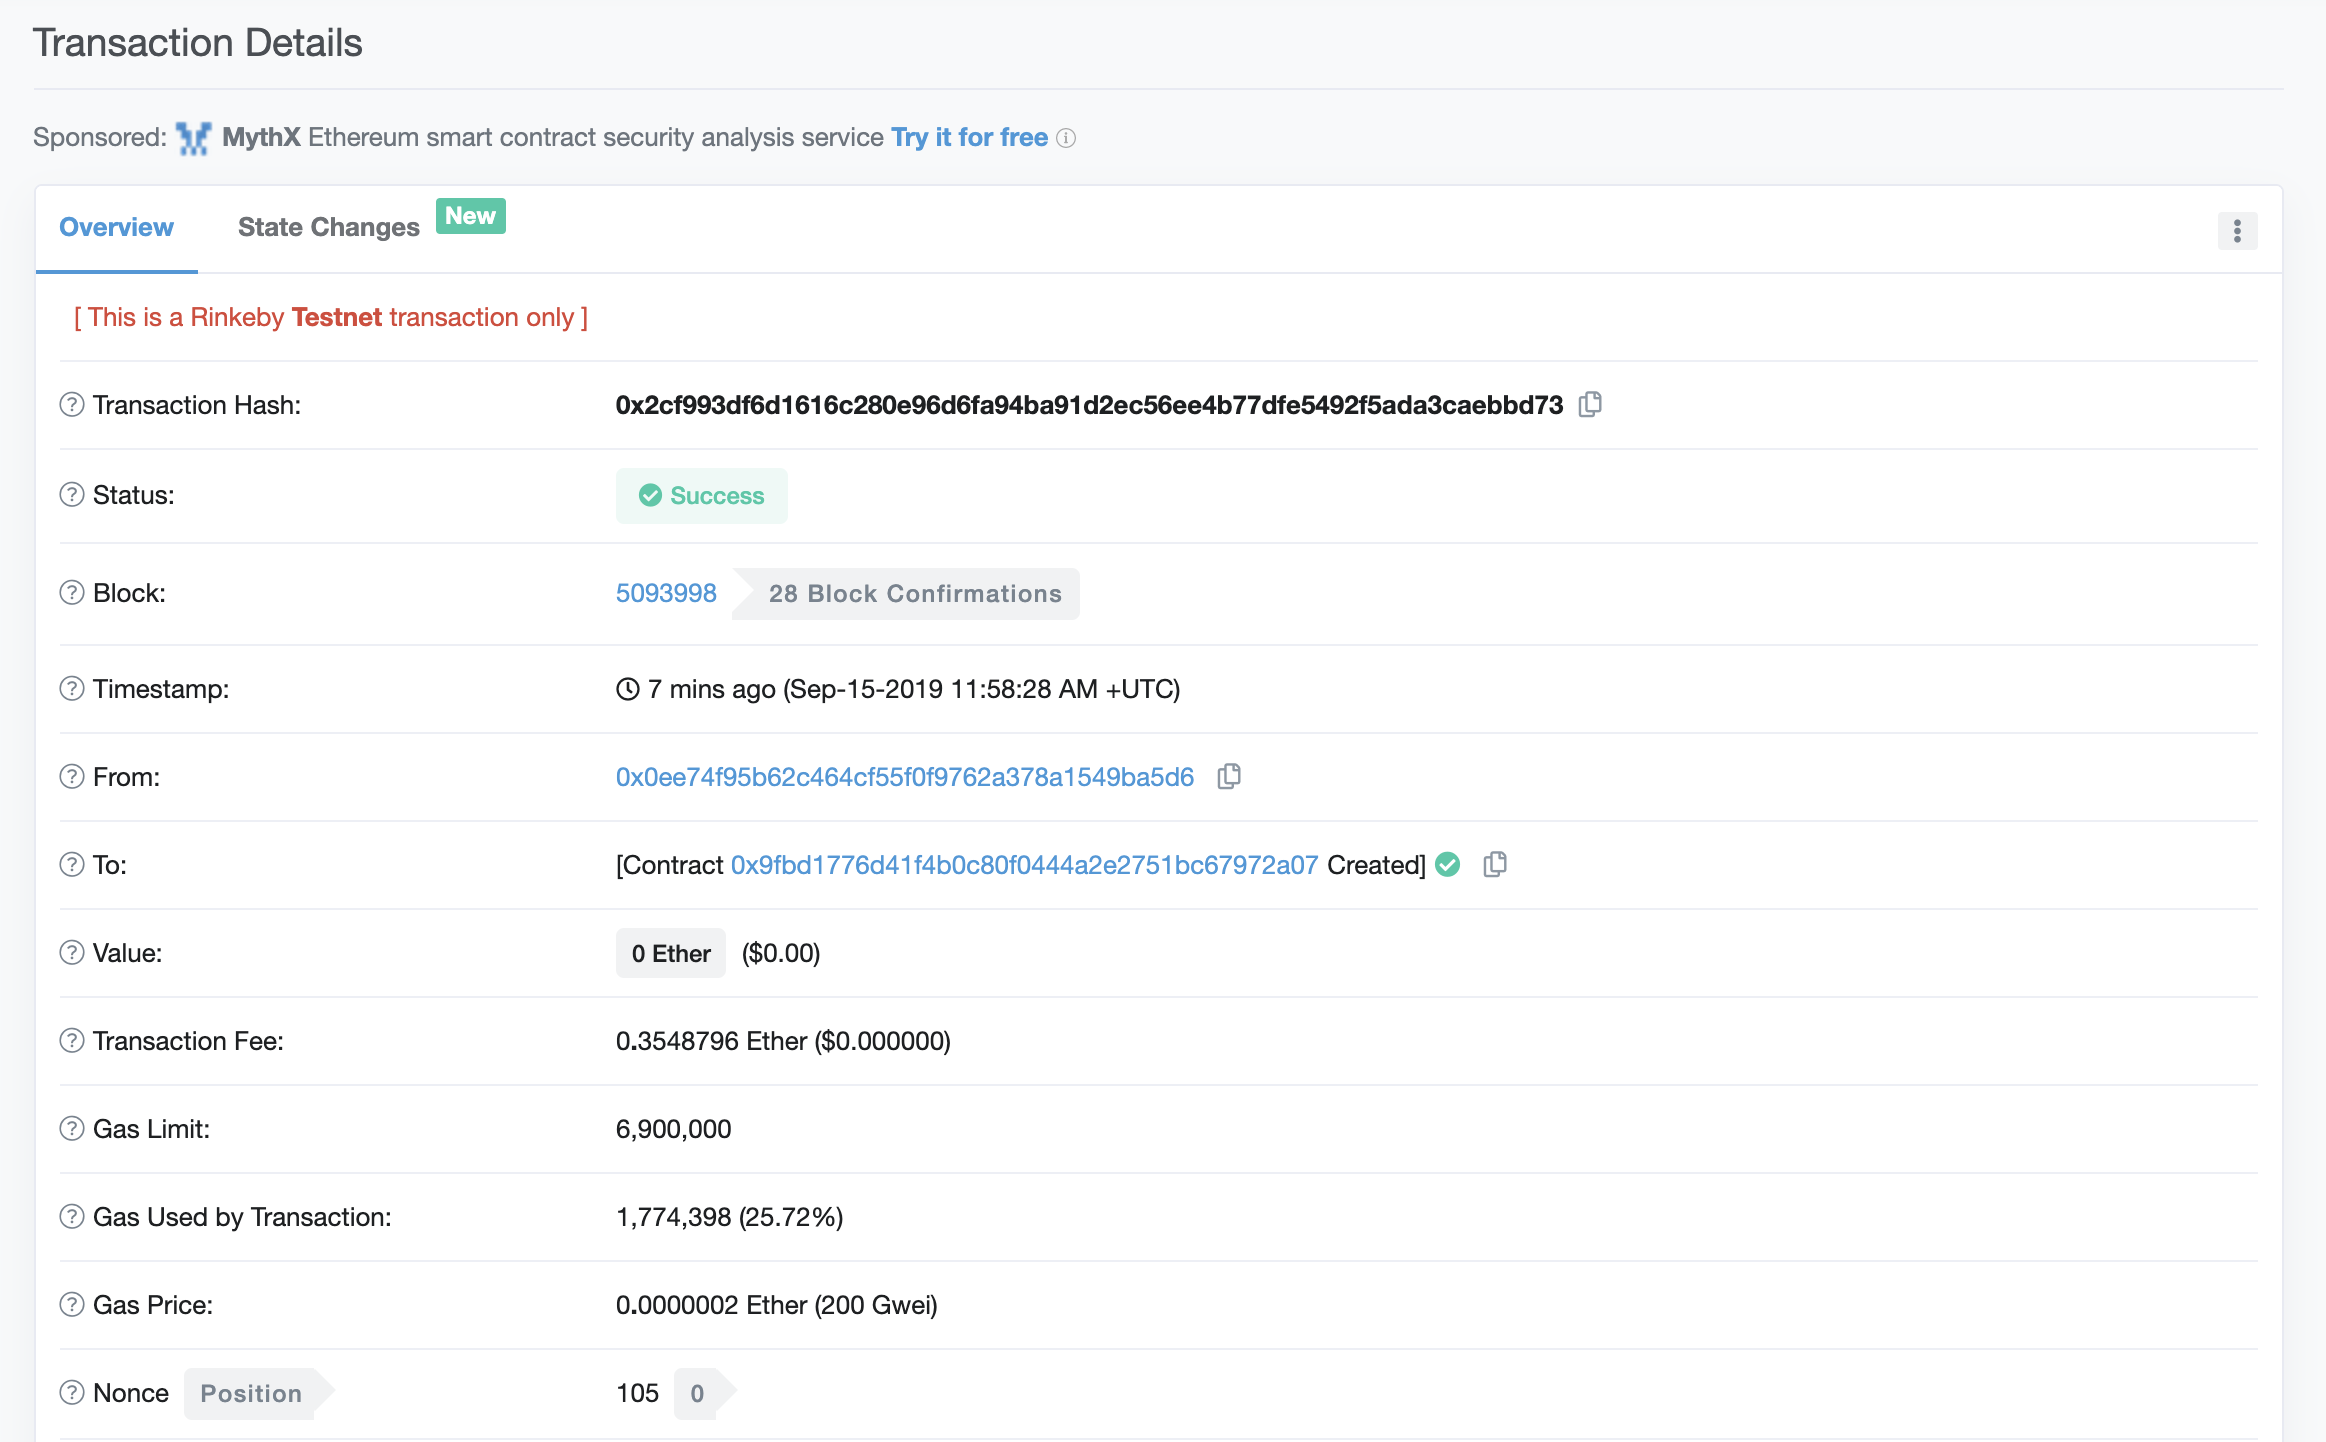 Transaction Details
Sponsored: MythX Ethereum smart contract security analysis service Try it for free
Overview State Changes New
[ This is a Rinkeby Testnet transaction only ]
Transaction Hash: 0x2cf993df6d1616c280e96d6fa94ba91d2ec56ee4b77dfe5492f5ada3caebbd73
Status: Success
Block: 5093998 28 Block Confirmations
Timestamp: 7 mins ago (Sep-15-2019 11:58:28 AM +UTC)
From: 0x0ee74f95b62c464cf55f0f9762a378a1549ba5d6
To: [Contract 0x9fbd1776d41f4b0c80f0444a2e2751bc67972a07 Created]
Value: 0 Ether ($0.00)
Transaction Fee: 0.3548796 Ether ($0.000000)
Gas Limit: 6,900,000
Gas Used by Transaction: 1,774,398 (25.72%)
Gas Price: 0.0000002 Ether (200 Gwei)
Nonce Position 105 0